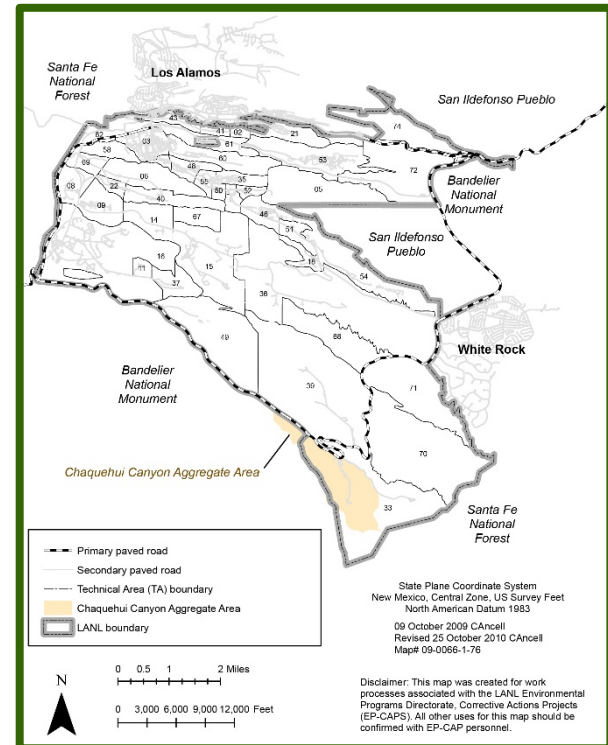 Santa Fe
National
Forest
Los Alamos
San Ildefonso Pueblo
43
74
62
03
41
02
21
61
58
60
53
72
69
48
06
55
35
08
22
50
52
05
Bandelier
National
Monument
40
09
46
14
67
51
San Ildefonso
Pueblo
16
18
54
15
11
37
36
49
68
White Rock
Bandelier
National
Monument
39
71
70
Chaquehui Canyon Aggregate Area
33
Santa Fe
National
Forest
Primary paved road
Secondary paved road
Technical Area (TA) boundary
Chaquehui Canyon Aggregate Area
LANL boundary
State Plane Coordinate System
New Mexico, Central Zone, US Survey Feet
North American Datum 1983
09 October 2009 CAncell
Revised 25 October 2010 CAncell
Map# 09-0066-1-76
N
0 0.5 1 2 Miles
0 3,000 6,000 9,000 12,000 Feet
Disclaimer: This map was created for work
processes associated with the LANL Environmental
Programs Directorate, Corrective Actions Projects
(EP-CAPS). All other uses for this map should be
confirmed with EP-CAP personnel.